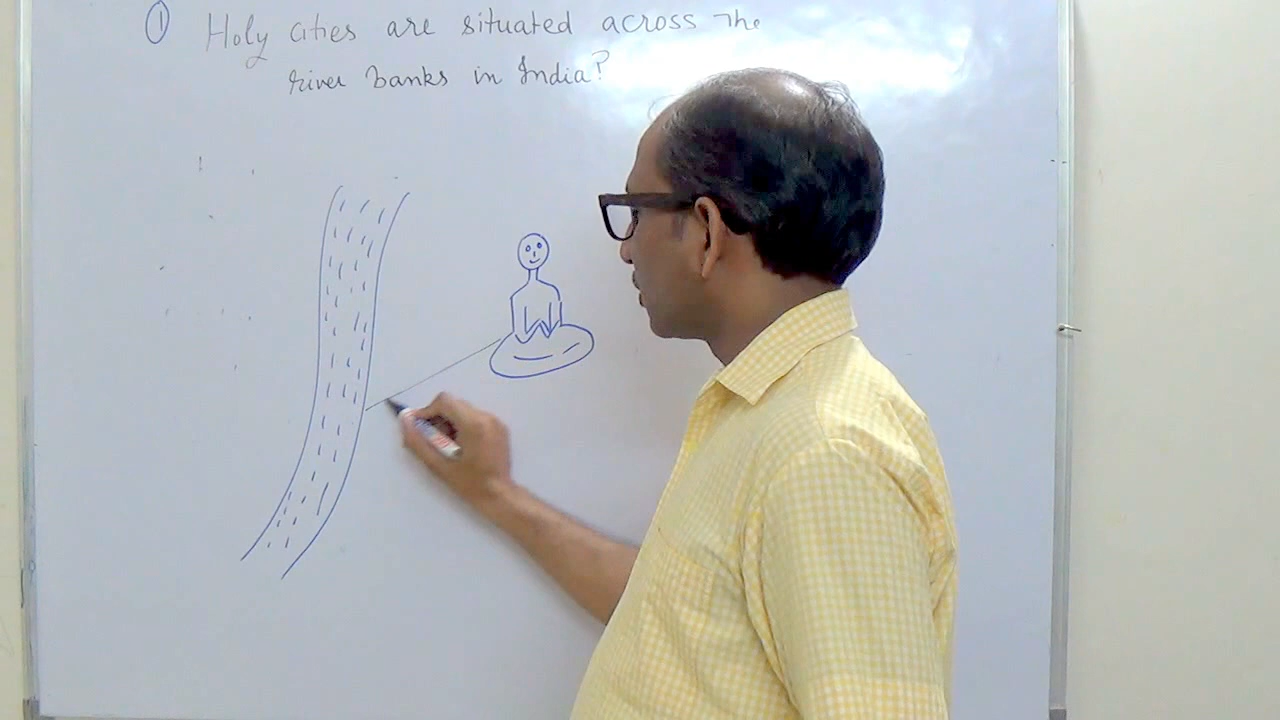 ① Holy cities are situated across the
river banks in India?